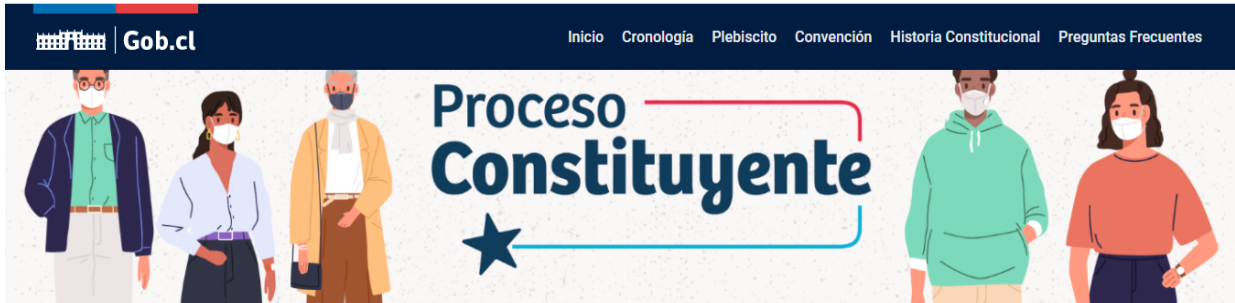 Gob.cl
Inicio Cronología Plebiscito Convención Historia Constitucional Preguntas Frecuentes
Proceso
Constituyente